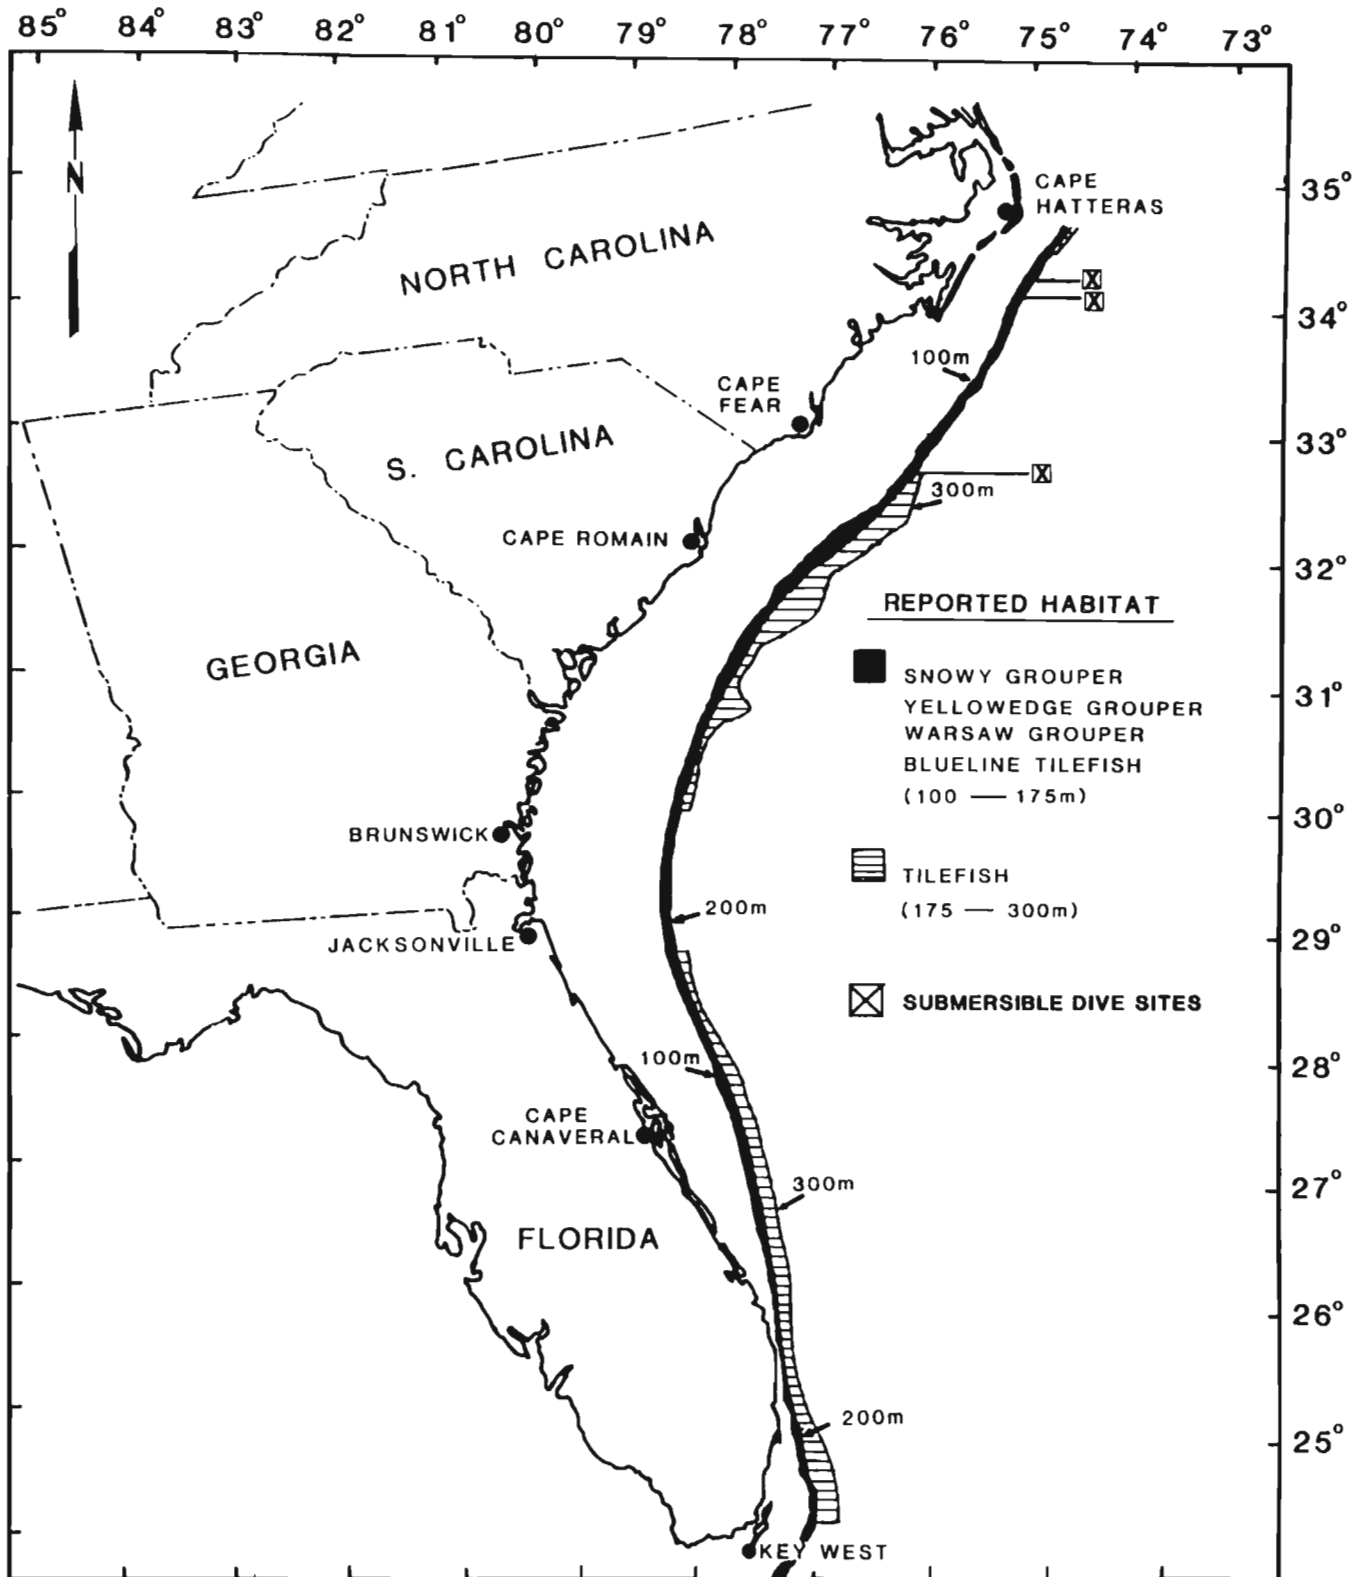 85° 84° 83° 82° 81° 80° 79° 78° 77° 76° 75° 74° 73°
N
CAPE
HATTERAS
35°
NORTH CAROLINA
34°
100m
CAPE
FEAR
33°
S. CAROLINA
300m
CAPE ROMAIN
32°
REPORTED HABITAT
GEORGIA
SNOWY GROUPER
31°
YELLOWEDGE GROUPER
WARSAW GROUPER
BLUELINE TILEFISH
(100 — 175m)
30°
BRUNSWICK
TILEFISH
(175 — 300m)
200m
29°
JACKSONVILLE
SUBMERSIBLE DIVE SITES
100m
28°
CAPE
CANAVERAL
300m
27°
FLORIDA
26°
200m
25°
KEY WEST